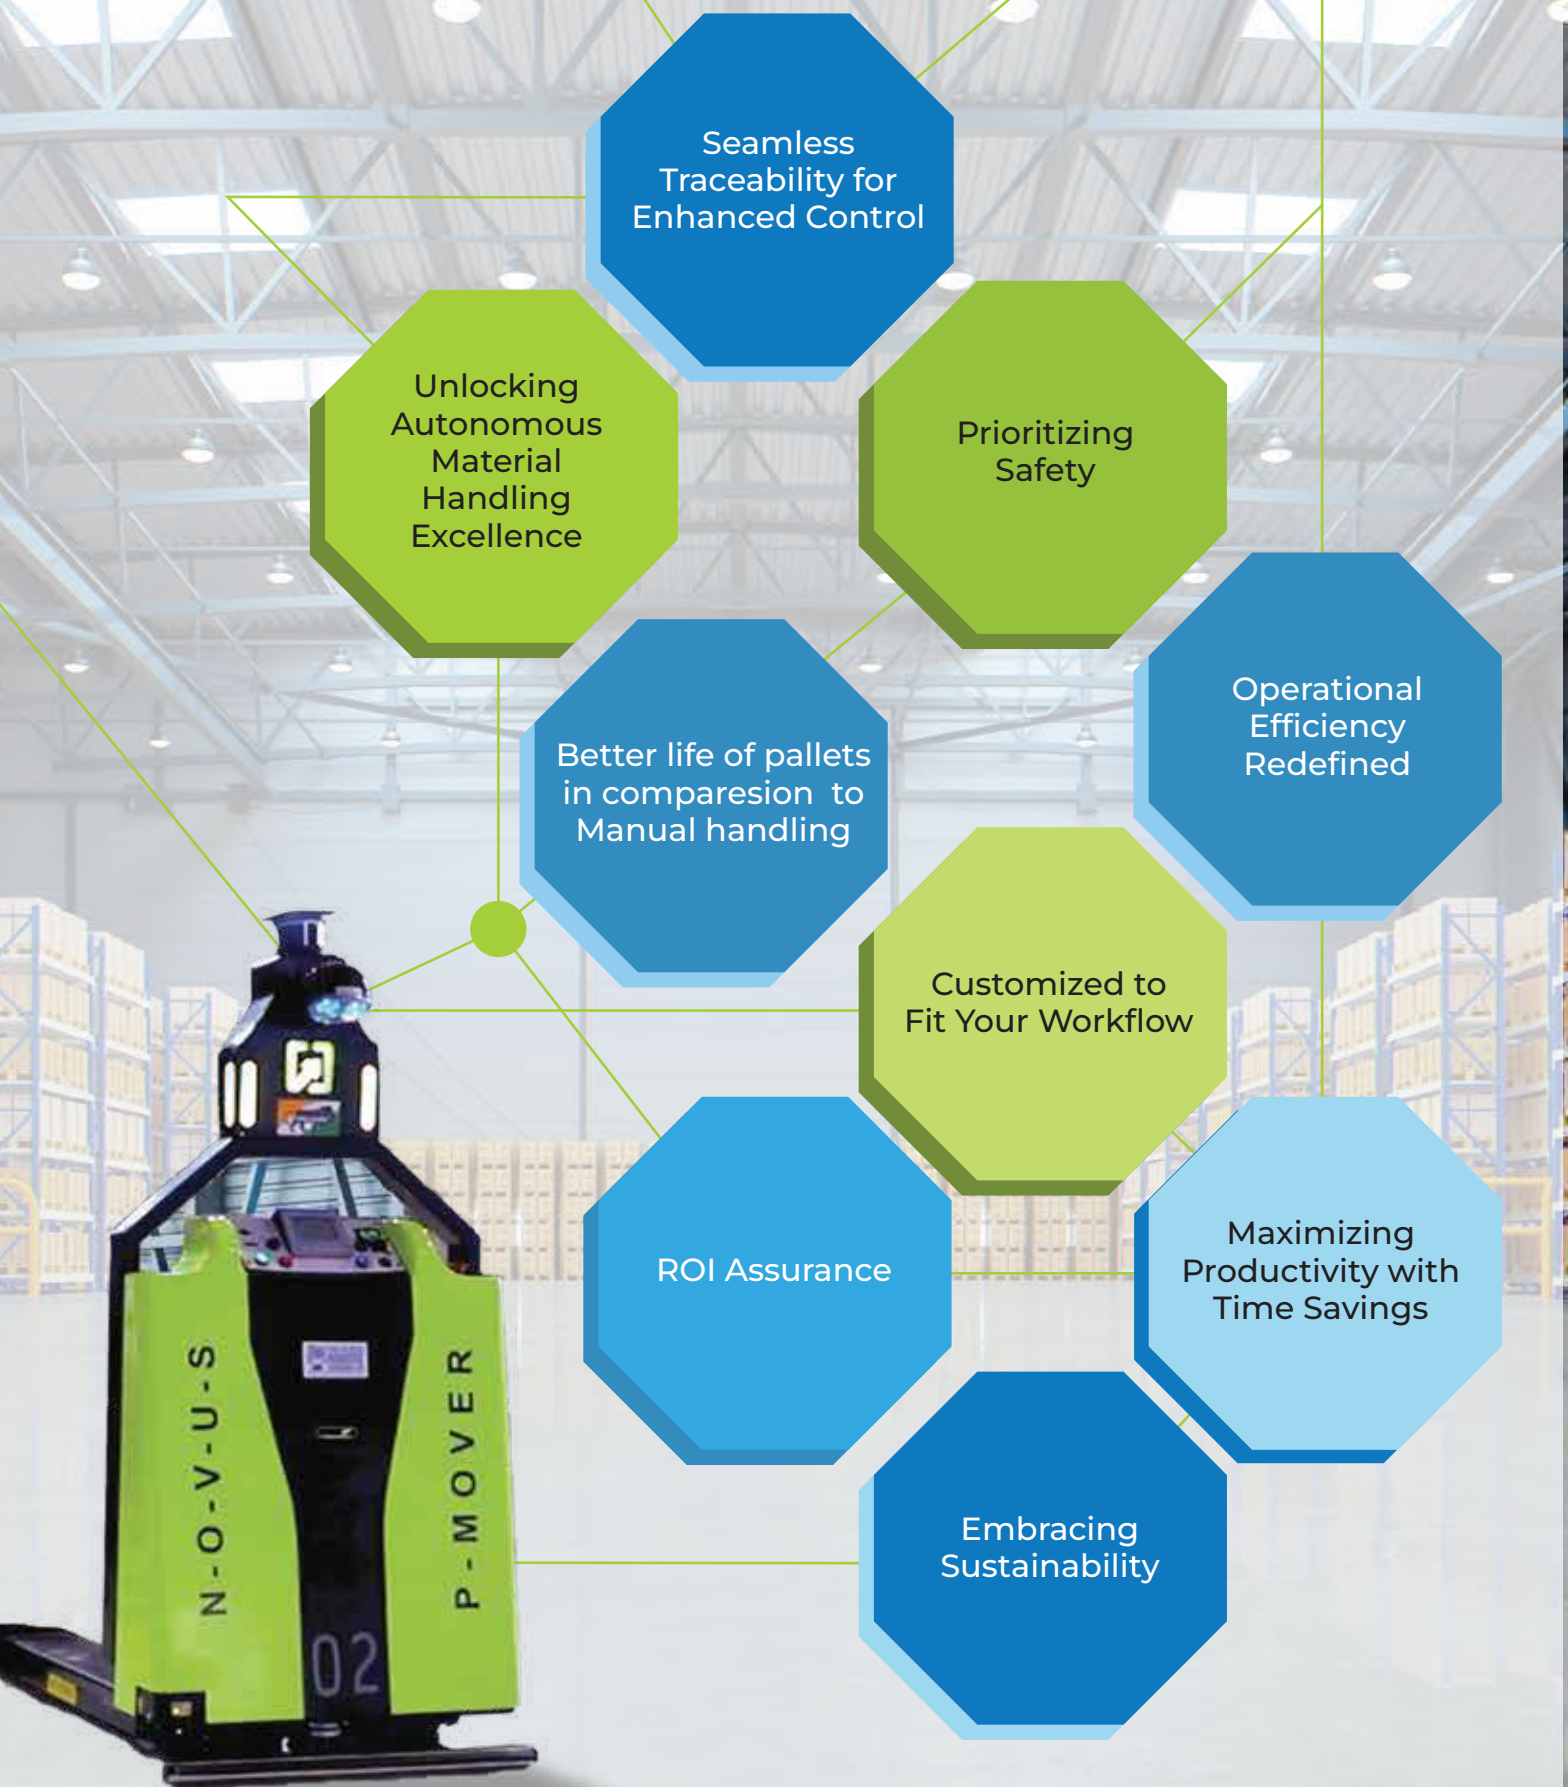 Seamless
Traceability for
Enhanced Control
Unlocking
Autonomous
Material
Handling
Excellence
Prioritizing
Safety
Operational
Efficiency
Redefined
Better life of pallets
in comparesion  to
Manual handling
Customized to
Fit Your Workflow
ROI Assurance
Maximizing
Productivity with
Time Savings
Embracing
Sustainability
N-O-V-U-S
P-MOVER
02